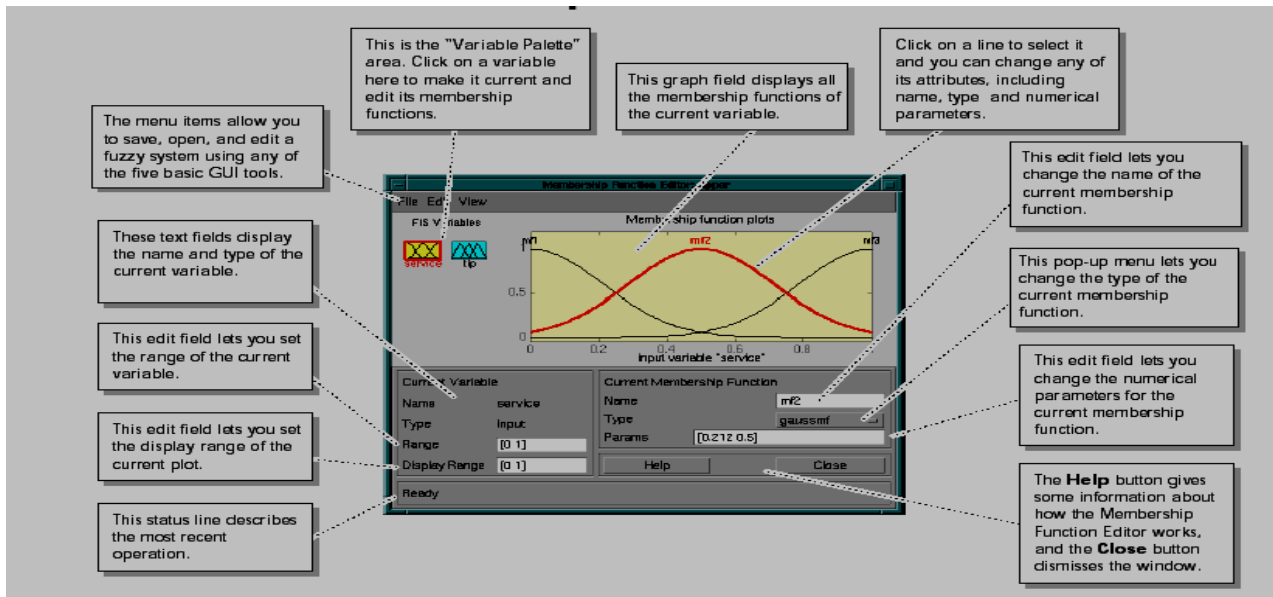 This is the "Variable Palette"
area. Click on a variable
here to make it current and
edit its membership
functions.
This graph field displays all
the membership functions of
the current variable.
Click on a line to select it
and you can change any of
its attributes, including
name, type and numerical
parameters.
The menu items allow you
to save, open, and edit a
fuzzy system using any of
the five basic GUI tools.
This edit field lets you
change the name of the
current membership
function.
These text fields display
the name and type of the
current variable.
This pop-up menu lets you
change the type of the
current membership
function.
This edit field lets you set
the range of the current
variable.
This edit field lets you
change the numerical
parameters for the
current membership
function.
This edit field lets you set
the display range of the
current plot.
The Help button gives
some information about
how the Membership
Function Editor works,
and the Close button
dismisses the window.
This status line describes
the most recent
operation.
Membership Function Editor: tipper
File Edit View
FIS Variables
Membership function plots
service
tip
mf1
mf2
mf3
1
0.5
0
0 0.2 0.4 0.6 0.8
input variable "service"
Current Variable
Name service
Type input
Range [0 1]
Display Range [0 1]
Current Membership Function
Name mf2
Type gaussmf
Params [0.212 0.5]
Help Close
Ready